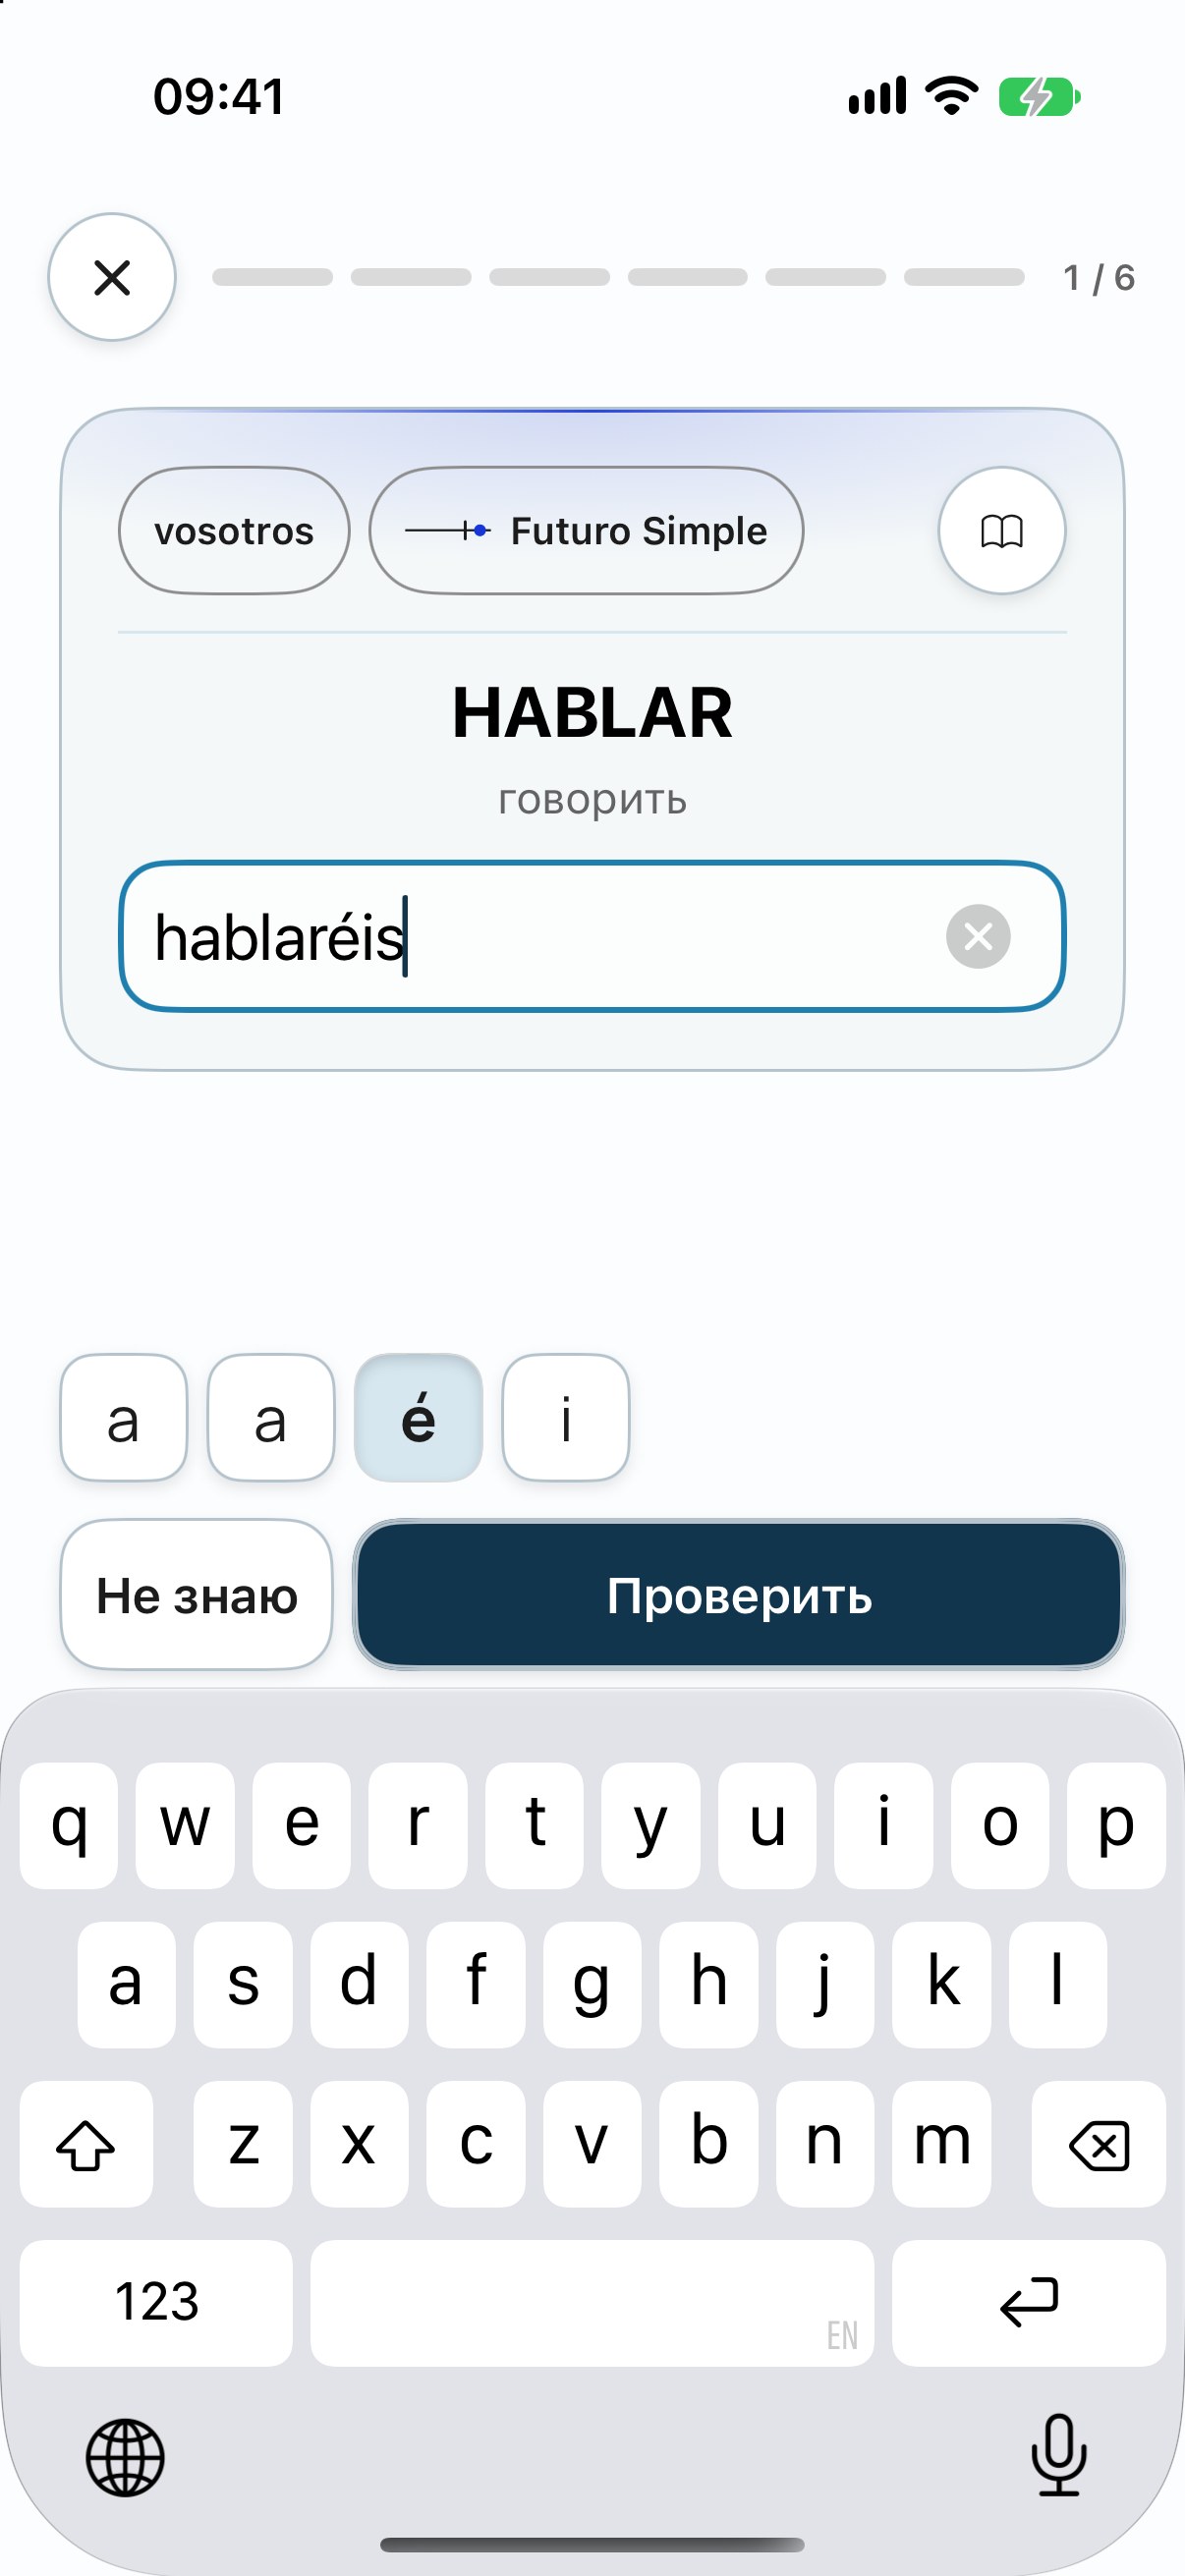 09:41
1 / 6
vosotros
Futuro Simple
HABLAR
говорить
hablaréis
a a é i
Не знаю
Проверить
q w e r t y u i o p
a s d f g h j k l
z x c v b n m
123
EN